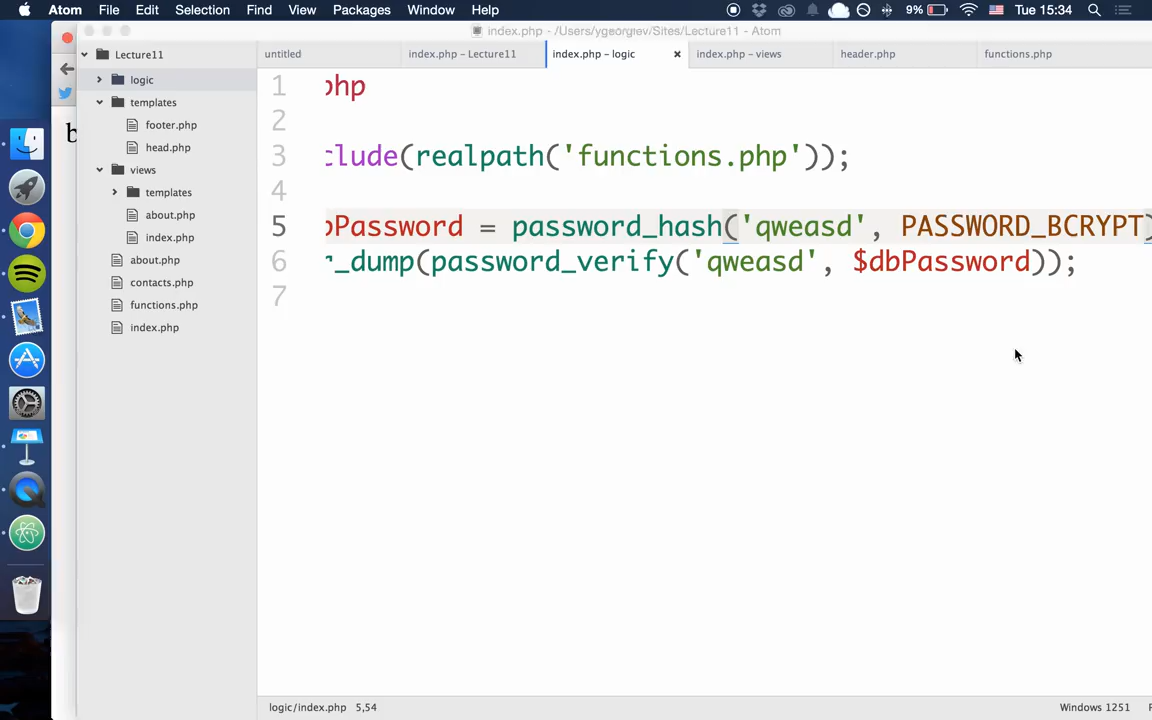 Atom File Edit Selection Find View Packages Window Help 9% Tue 15:34
index.php - /Users/ygeorgiev/Sites/Lecture11 - Atom
Lecture11
logic
templates
footer.php
head.php
views
templates
about.php
index.php
about.php
contacts.php
functions.php
index.php
untitled index.php – Lecture11 index.php – logic index.php – views header.php functions.php
1 php
2
3 clude(realpath('functions.php'));
4
5 bPassword = password_hash('qweasd', PASSWORD_BCRYPT)
6 r_dump(password_verify('qweasd', $dbPassword));
7
logic/index.php 5,54 Windows 1251